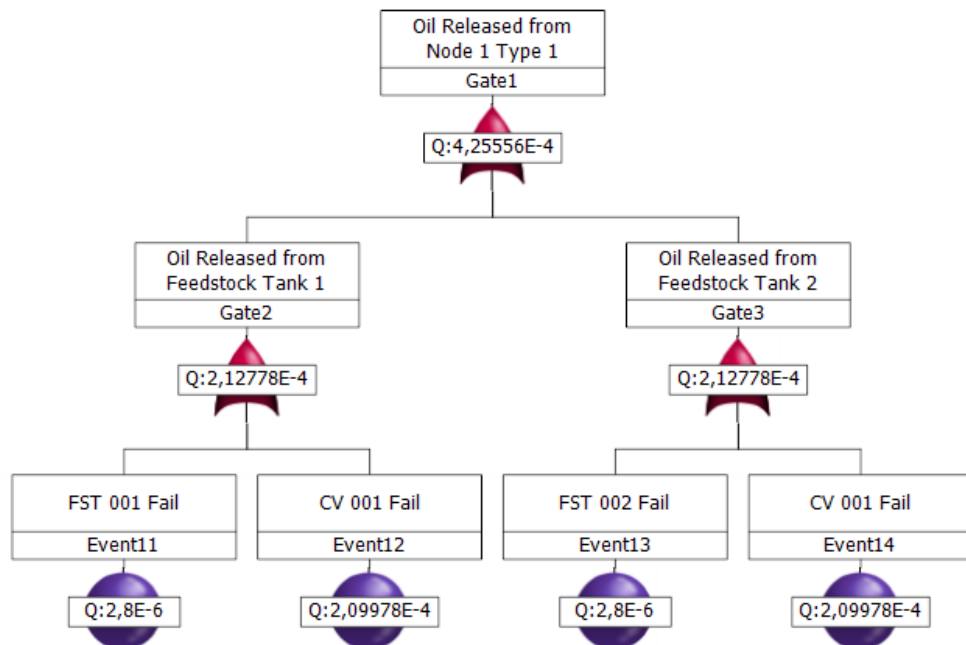 Oil Released from
Node 1 Type 1
Gate1
Q:4,25556E-4
Oil Released from
Feedstock Tank 1
Gate2
Q:2,12778E-4
Oil Released from
Feedstock Tank 2
Gate3
Q:2,12778E-4
FST 001 Fail
Event11
Q:2,8E-6
CV 001 Fail
Event12
Q:2,09978E-4
FST 002 Fail
Event13
Q:2,8E-6
CV 001 Fail
Event14
Q:2,09978E-4